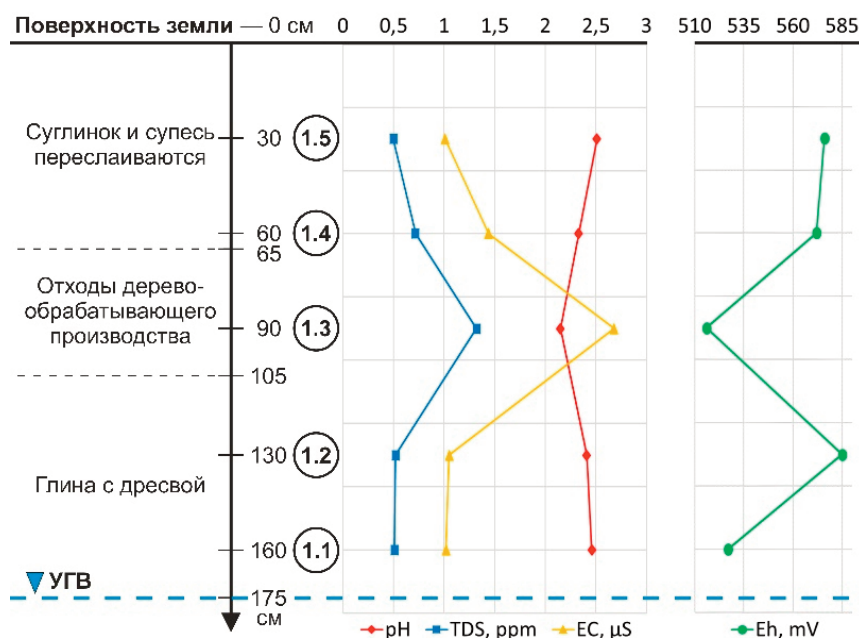 Поверхность земли — 0 см 0 0,5 1 1,5 2 2,5 3 510 535 560 585
Суглинок и супесь
переслаиваются
30 1.5
60 1.4
65
Отходы дерево-
обрабатывающего
производства
90 1.3
105
130 1.2
Глина с дресвой
160 1.1
УГВ
175
см
pH TDS, ppm EC, µS Eh, mV